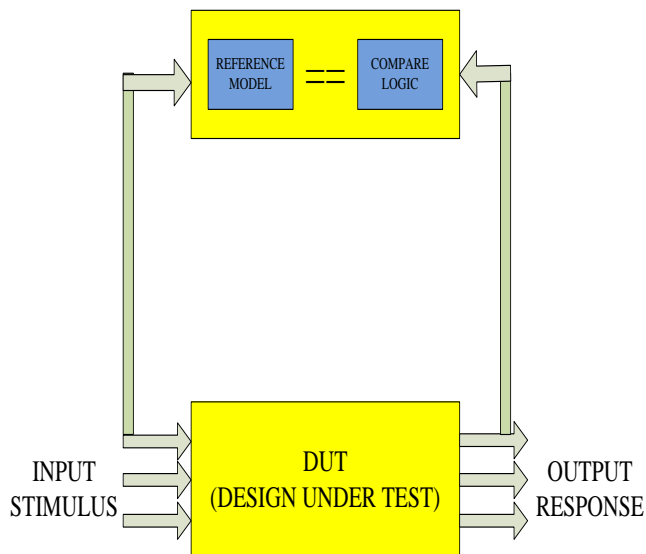 REFERENCE
MODEL
==
COMPARE
LOGIC
INPUT
STIMULUS
DUT
(DESIGN UNDER TEST)
OUTPUT
RESPONSE